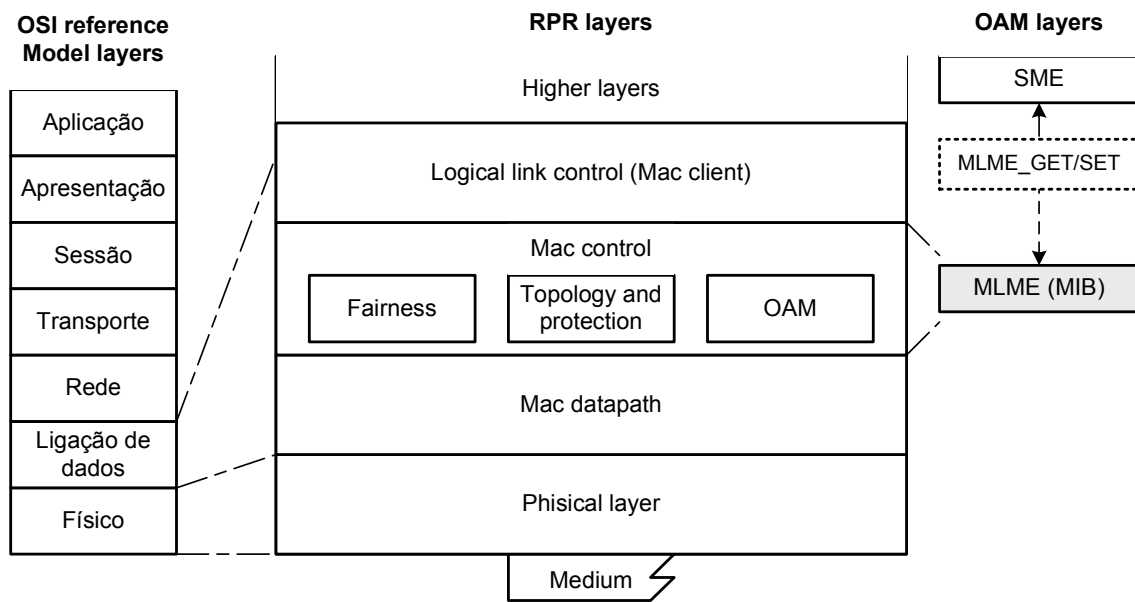 OSI reference
Model layers
Aplicação
Apresentação
Sessão
Transporte
Rede
Ligação de
dados
Físico
RPR layers
Higher layers
Logical link control (Mac client)
Mac control
Fairness
Topology and
protection
OAM
Mac datapath
Phisical layer
Medium
OAM layers
SME
MLME_GET/SET
MLME (MIB)